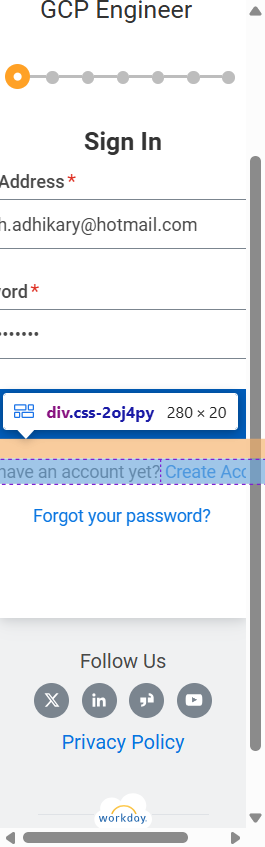 GCP Engineer
Sign In
Address*
h.adhikary@hotmail.com
ord*
div.css-2oj4py 280 × 20
have an account yet? Create Acc
Forgot your password?
Follow Us
Privacy Policy
workday.